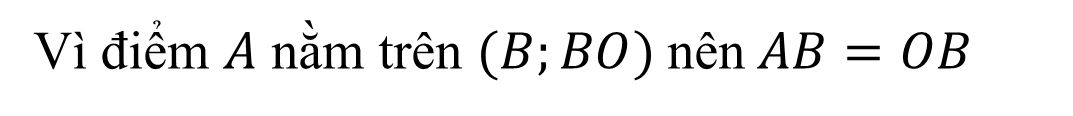 Vì điểm A nằm trên (B; BO) nên AB = OB